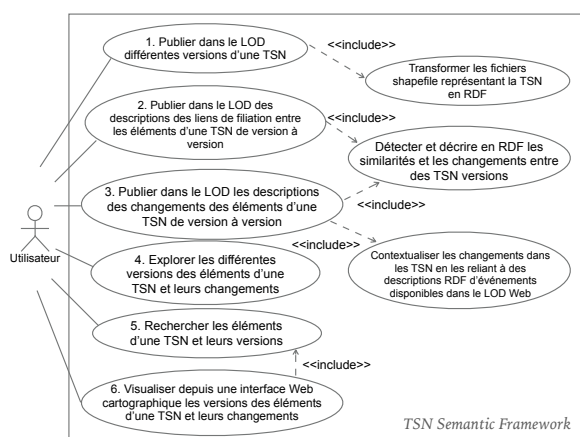 1. Publier dans le LOD
différentes versions d'une TSN
<<include>>
Transformer les fichiers
shapefile représentant la TSN
en RDF
2. Publier dans le LOD des
descriptions des liens de filiation entre
les éléments d'une TSN de version à
version
<<include>>
Détecter et décrire en RDF les
similarités et les changements entre
des TSN versions
3. Publier dans le LOD les descriptions
des changements des éléments d'une
TSN de version à version
<<include>>
<<include>>
Contextualiser les changements dans
les TSN en les reliant à des
descriptions RDF d'événements
disponibles dans le LOD Web
Utilisateur
4. Explorer les différentes
versions des éléments d'une
TSN et leurs changements
5. Rechercher les éléments
d'une TSN et leurs versions
<<include>>
6. Visualiser depuis une interface Web
cartographique les versions des éléments
d'une TSN et leurs changements
TSN Semantic Framework